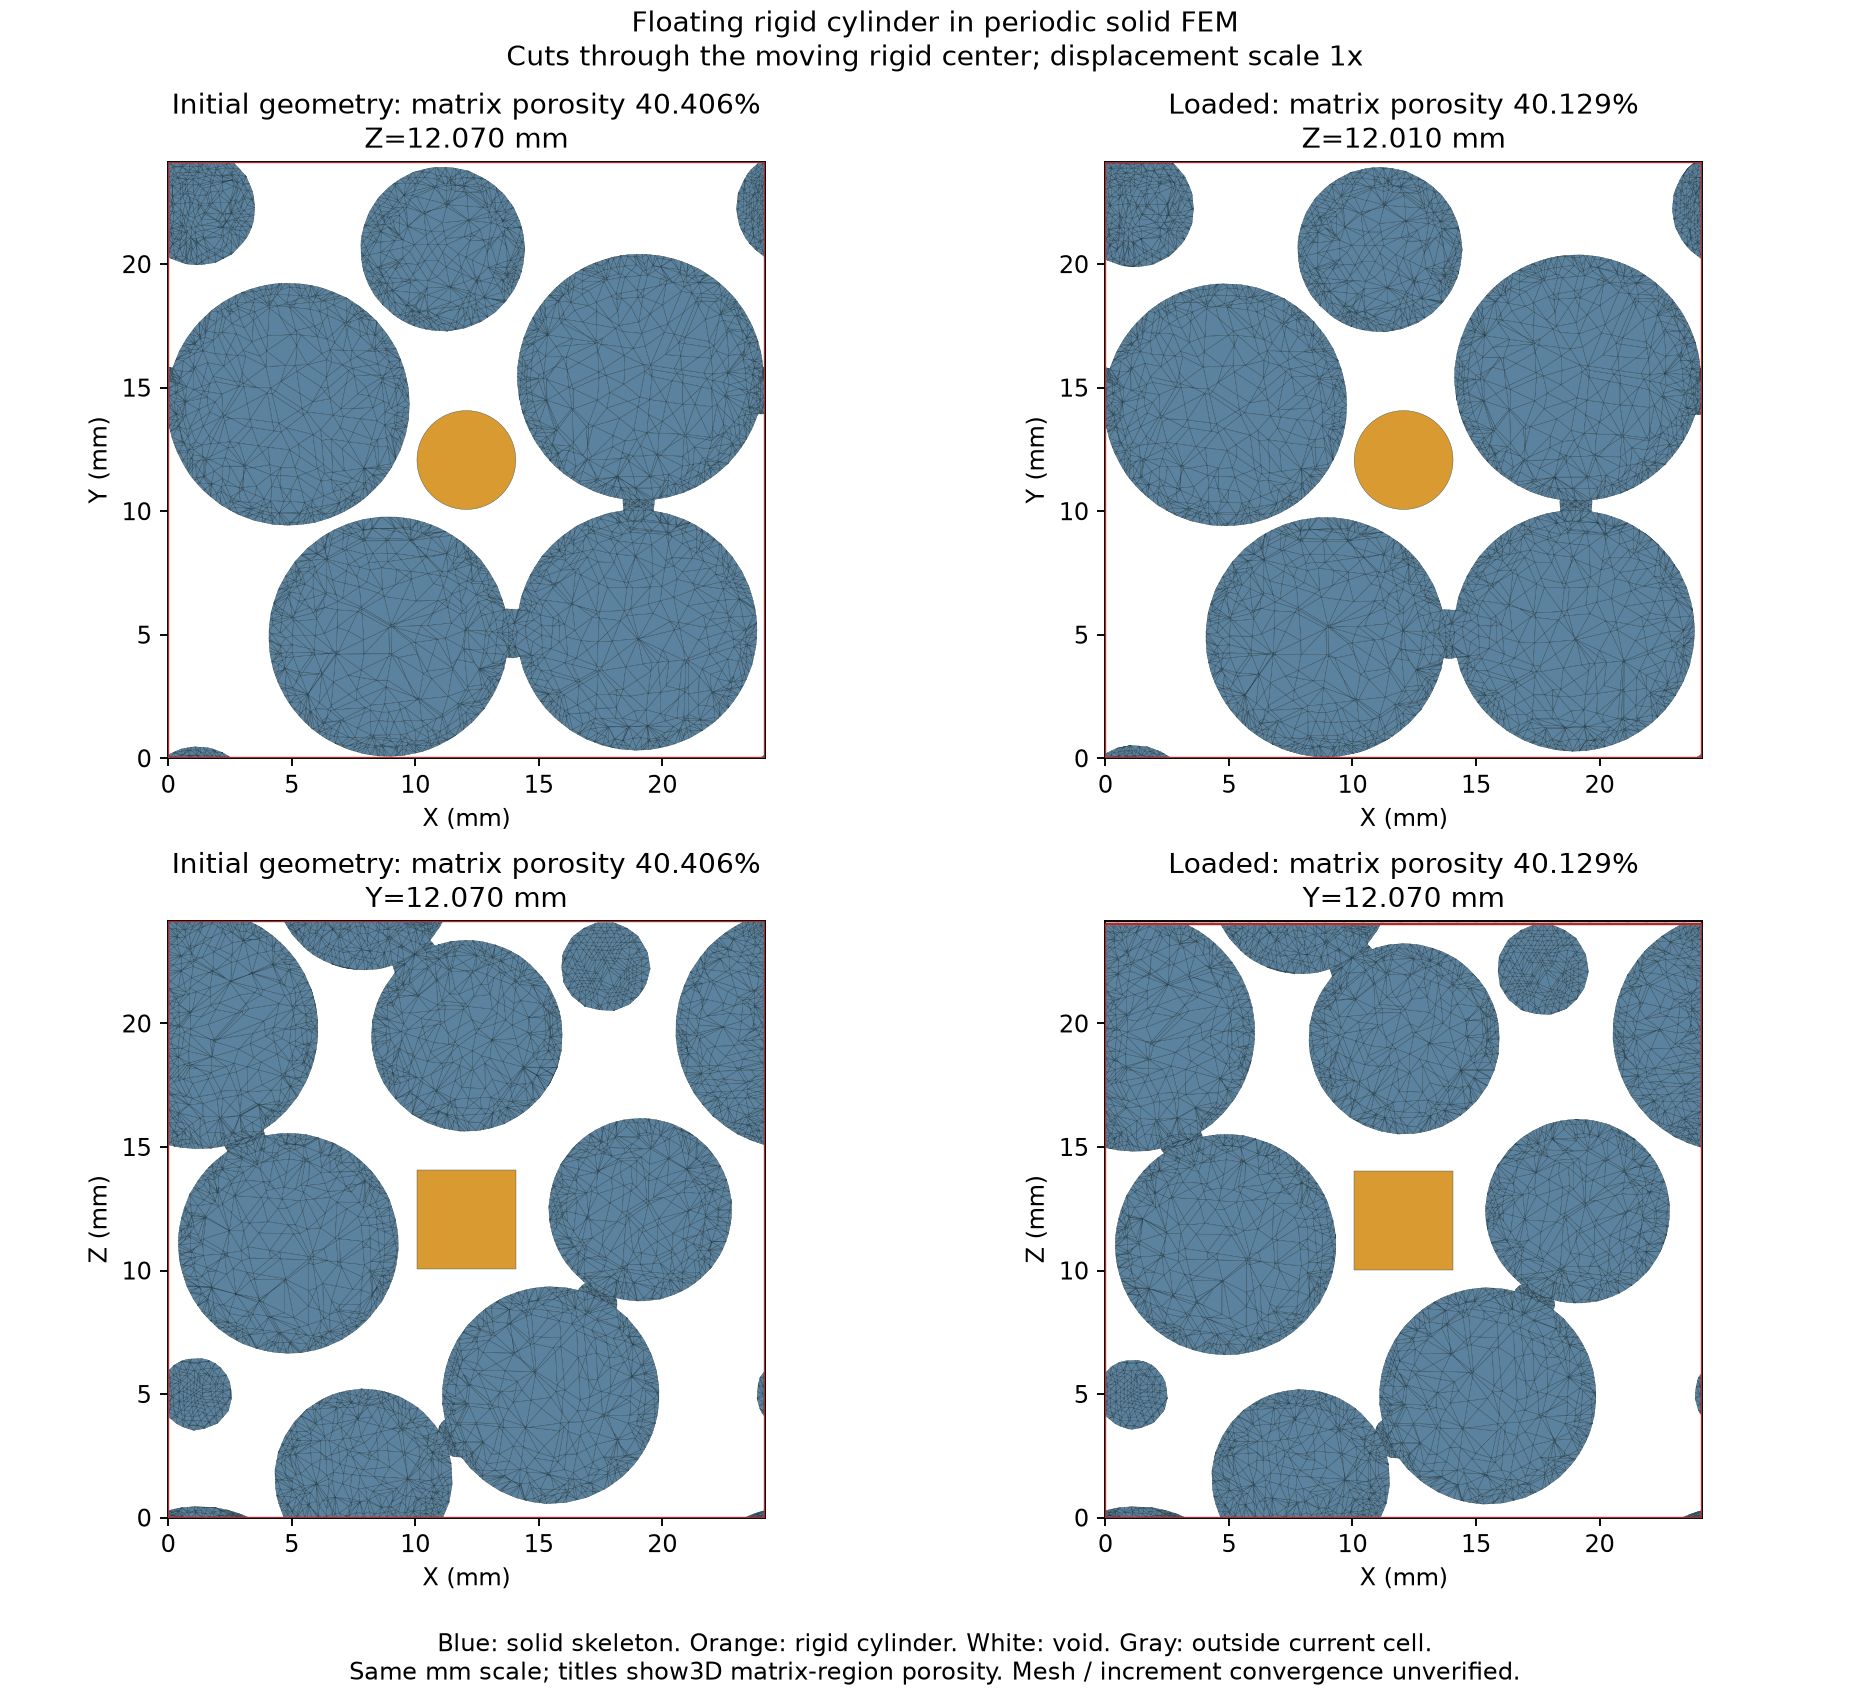 Floating rigid cylinder in periodic solid FEM
Cuts through the moving rigid center; displacement scale 1x
Initial geometry: matrix porosity 40.406%
Z=12.070 mm
Y (mm)
20
15
10
5
0
0 5 10 15 20
X (mm)
Loaded: matrix porosity 40.129%
Z=12.010 mm
Y (mm)
20
15
10
5
0
0 5 10 15 20
X (mm)
Initial geometry: matrix porosity 40.406%
Y=12.070 mm
Z (mm)
20
15
10
5
0
0 5 10 15 20
X (mm)
Loaded: matrix porosity 40.129%
Y=12.070 mm
Z (mm)
20
15
10
5
0
0 5 10 15 20
X (mm)
Blue: solid skeleton. Orange: rigid cylinder. White: void. Gray: outside current cell.
Same mm scale; titles show3D matrix-region porosity. Mesh / increment convergence unverified.